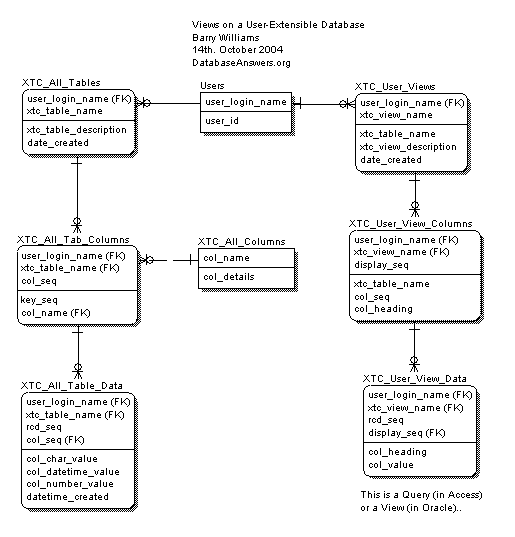 Views on a User-Extensible Database
Barry Williams
14th. October 2004
DatabaseAnswers.org
XTC_All_Tables
user_login_name (FK)
xtc_table_name
xtc_table_description
date_created
Users
user_login_name
user_id
XTC_User_Views
user_login_name (FK)
xtc_view_name
xtc_table_name
xtc_view_description
date_created
XTC_All_Tab_Columns
user_login_name (FK)
xtc_table_name (FK)
col_seq
key_seq
col_name (FK)
XTC_All_Columns
col_name
col_details
XTC_User_View_Columns
user_login_name (FK)
xtc_view_name (FK)
display_seq
xtc_table_name
col_seq
col_heading
XTC_All_Table_Data
user_login_name (FK)
xtc_table_name (FK)
rcd_seq
col_seq (FK)
col_char_value
col_datetime_value
col_number_value
datetime_created
XTC_User_View_Data
user_login_name (FK)
xtc_view_name (FK)
rcd_seq
display_seq (FK)
col_heading
col_value
This is a Query (in Access)
or a View (in Oracle)..